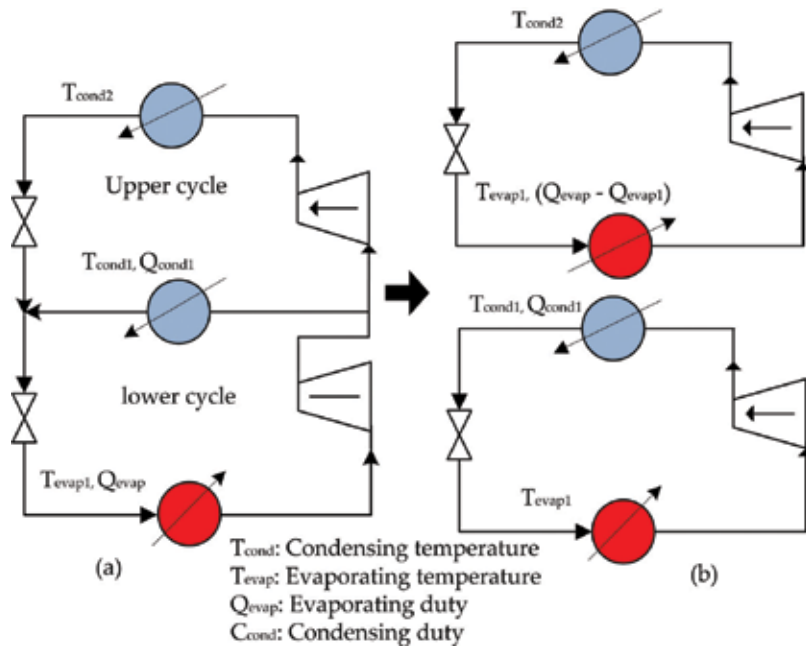 Tcond2
Upper cycle
Tcond1, Qcond1
lower cycle
Tevap1, Qevap
(a)
Tcond2
Tevap1, (Qevap - Qevap1)
Tcond1, Qcond1
Tevap1
(b)
Tcond: Condensing temperature
Tevap: Evaporating temperature
Qevap: Evaporating duty
Ccond: Condensing duty